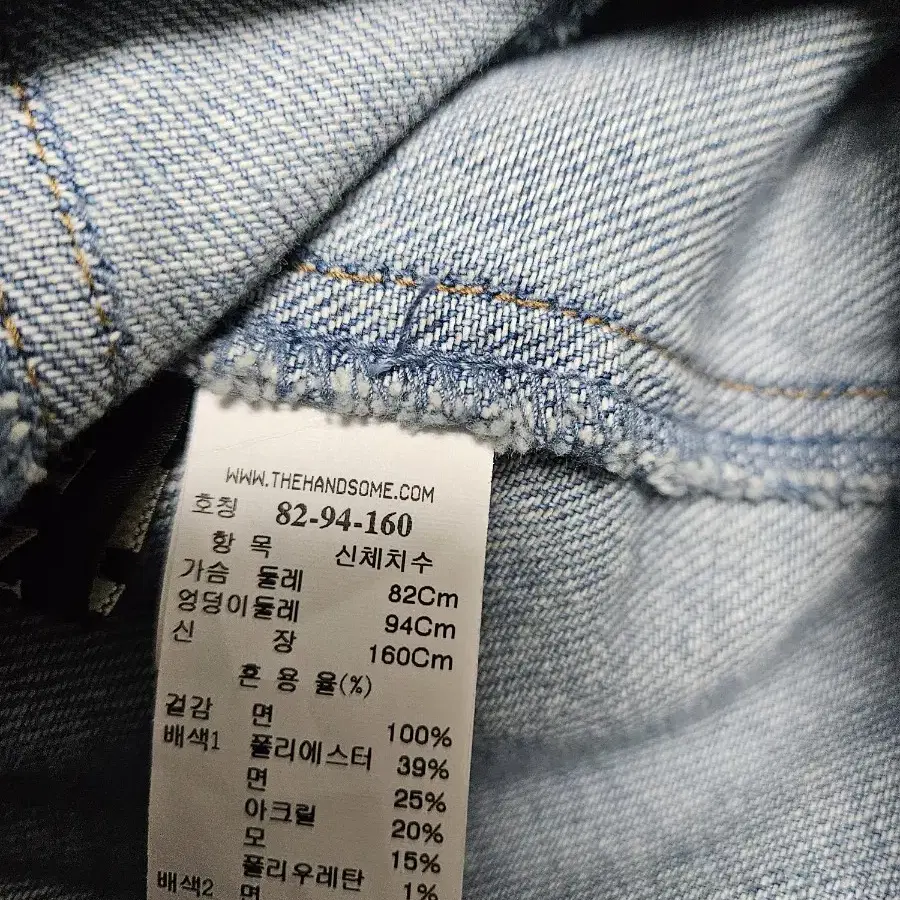 WWW.THEHANDSOME.COM
호칭 82-94-160
항 목 신체치수
가슴 둘레 82Cm
엉덩이둘레 94Cm
신 장 160Cm
혼 용 율(%)
겉감 면 100%
배색1 폴리에스터 39%
면 25%
아크릴 20%
모 15%
폴리우레탄 1%
배색2 면